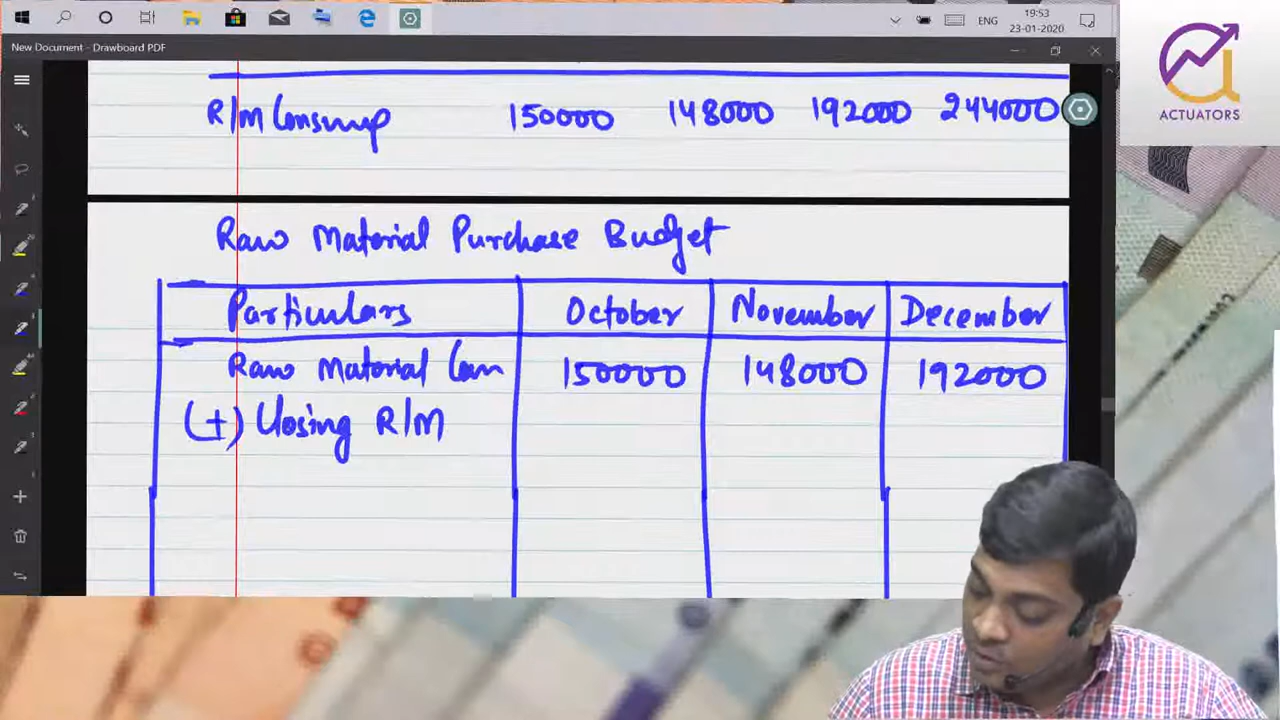 19:53
ENG
23-01-2020
New Document - Drawboard PDF
ACTUATORS
R/M Consump 150000 148000 192000 244000
Raw Material Purchase Budget
Particulars October November December
Raw Material Con 150000 148000 192000
(+) Closing R/M